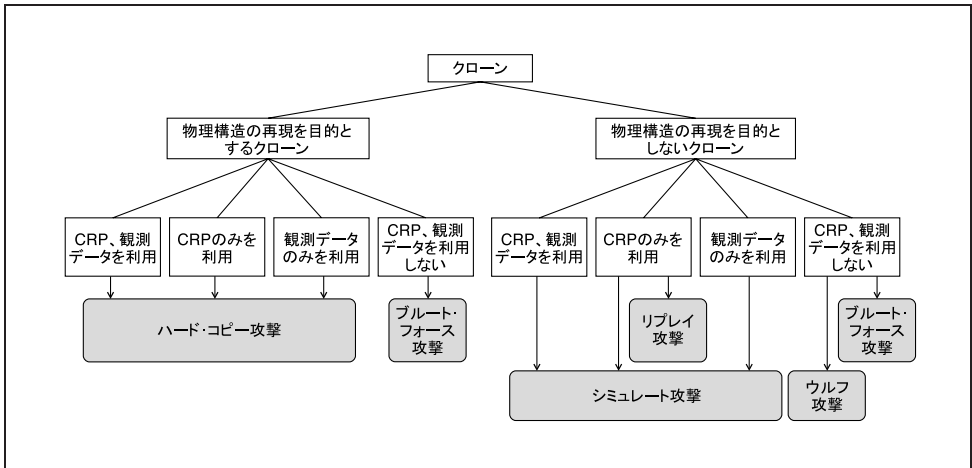 クローン
物理構造の再現を目的と
するクローン
物理構造の再現を目的と
しないクローン
CRP、観測
データを利用
CRPのみを
利用
観測データ
のみを利用
CRP、観測
データを利用
しない
CRP、観測
データを利用
CRPのみを
利用
観測データ
のみを利用
CRP、観測
データを利用
しない
ハード・コピー攻撃
ブルート・
フォース
攻撃
リプレイ
攻撃
ブルート・
フォース
攻撃
シミュレート攻撃
ウルフ
攻撃